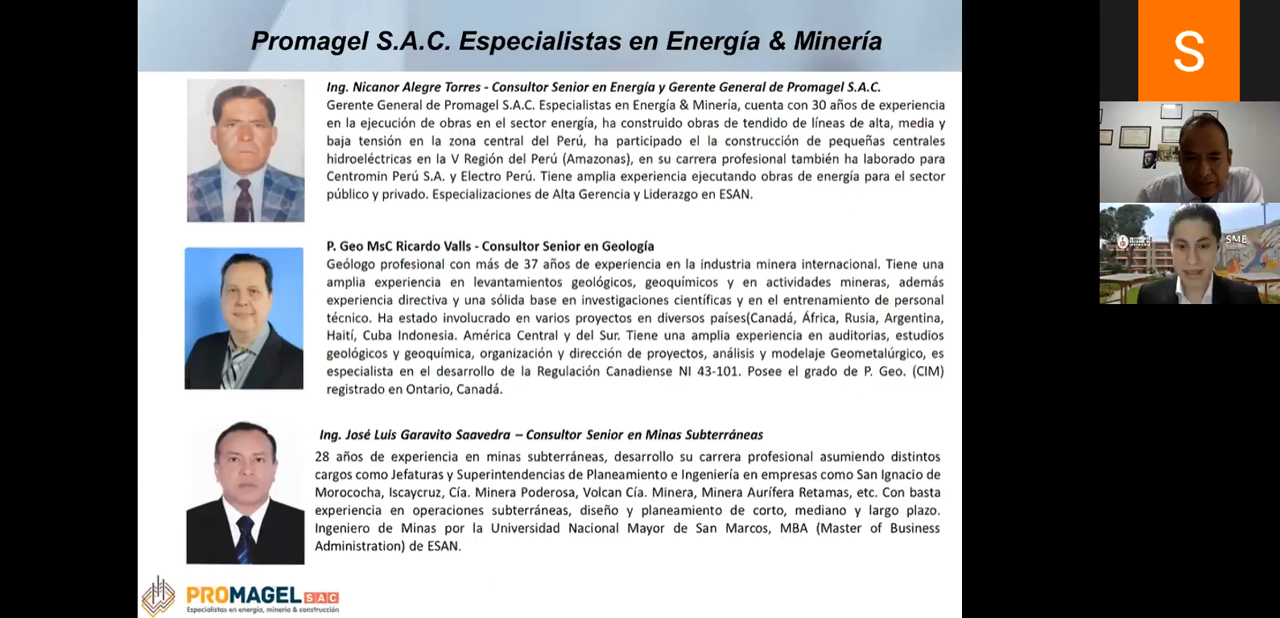 Promagel S.A.C. Especialistas en Energía & Minería
Ing. Nicanor Alegre Torres - Consultor Senior en Energía y Gerente General de Promagel S.A.C.
Gerente General de Promagel S.A.C. Especialistas en Energía & Minería, cuenta con 30 años de experiencia
en la ejecución de obras en el sector energía, ha construido obras de tendido de líneas de alta, media y
baja tensión en la zona central del Perú, ha participado el la construcción de pequeñas centrales
hidroeléctricas en la V Región del Perú (Amazonas), en su carrera profesional también ha laborado para
Centromin Perú S.A. y Electro Perú. Tiene amplia experiencia ejecutando obras de energía para el sector
público y privado. Especializaciones de Alta Gerencia y Liderazgo en ESAN.
P. Geo MsC Ricardo Valls - Consultor Senior en Geología
Geólogo profesional con más de 37 años de experiencia en la industria minera internacional. Tiene una
amplia experiencia en levantamientos geológicos, geoquímicos y en actividades mineras, además
experiencia directiva y una sólida base en investigaciones científicas y en el entrenamiento de personal
técnico. Ha estado involucrado en varios proyectos en diversos países(Canadá, África, Rusia, Argentina,
Haití, Cuba Indonesia. América Central y del Sur. Tiene una amplia experiencia en auditorias, estudios
geológicos y geoquímica, organización y dirección de proyectos, análisis y modelaje Geometalúrgico, es
especialista en el desarrollo de la Regulación Canadiense NI 43-101. Posee el grado de P. Geo. (CIM)
registrado en Ontario, Canadá.
Ing. José Luis Garavito Saavedra – Consultor Senior en Minas Subterráneas
28 años de experiencia en minas subterráneas, desarrollo su carrera profesional asumiendo distintos
cargos como Jefaturas y Superintendencias de Planeamiento e Ingeniería en empresas como San Ignacio de
Morococha, Iscaycruz, Cía. Minera Poderosa, Volcan Cía. Minera, Minera Aurífera Retamas, etc. Con basta
experiencia en operaciones subterráneas, diseño y planeamiento de corto, mediano y largo plazo.
Ingeniero de Minas por la Universidad Nacional Mayor de San Marcos, MBA (Master of Business
Administration) de ESAN.
PROMAGEL SAC
Especialistas en energía, minería & construcción
S
SME